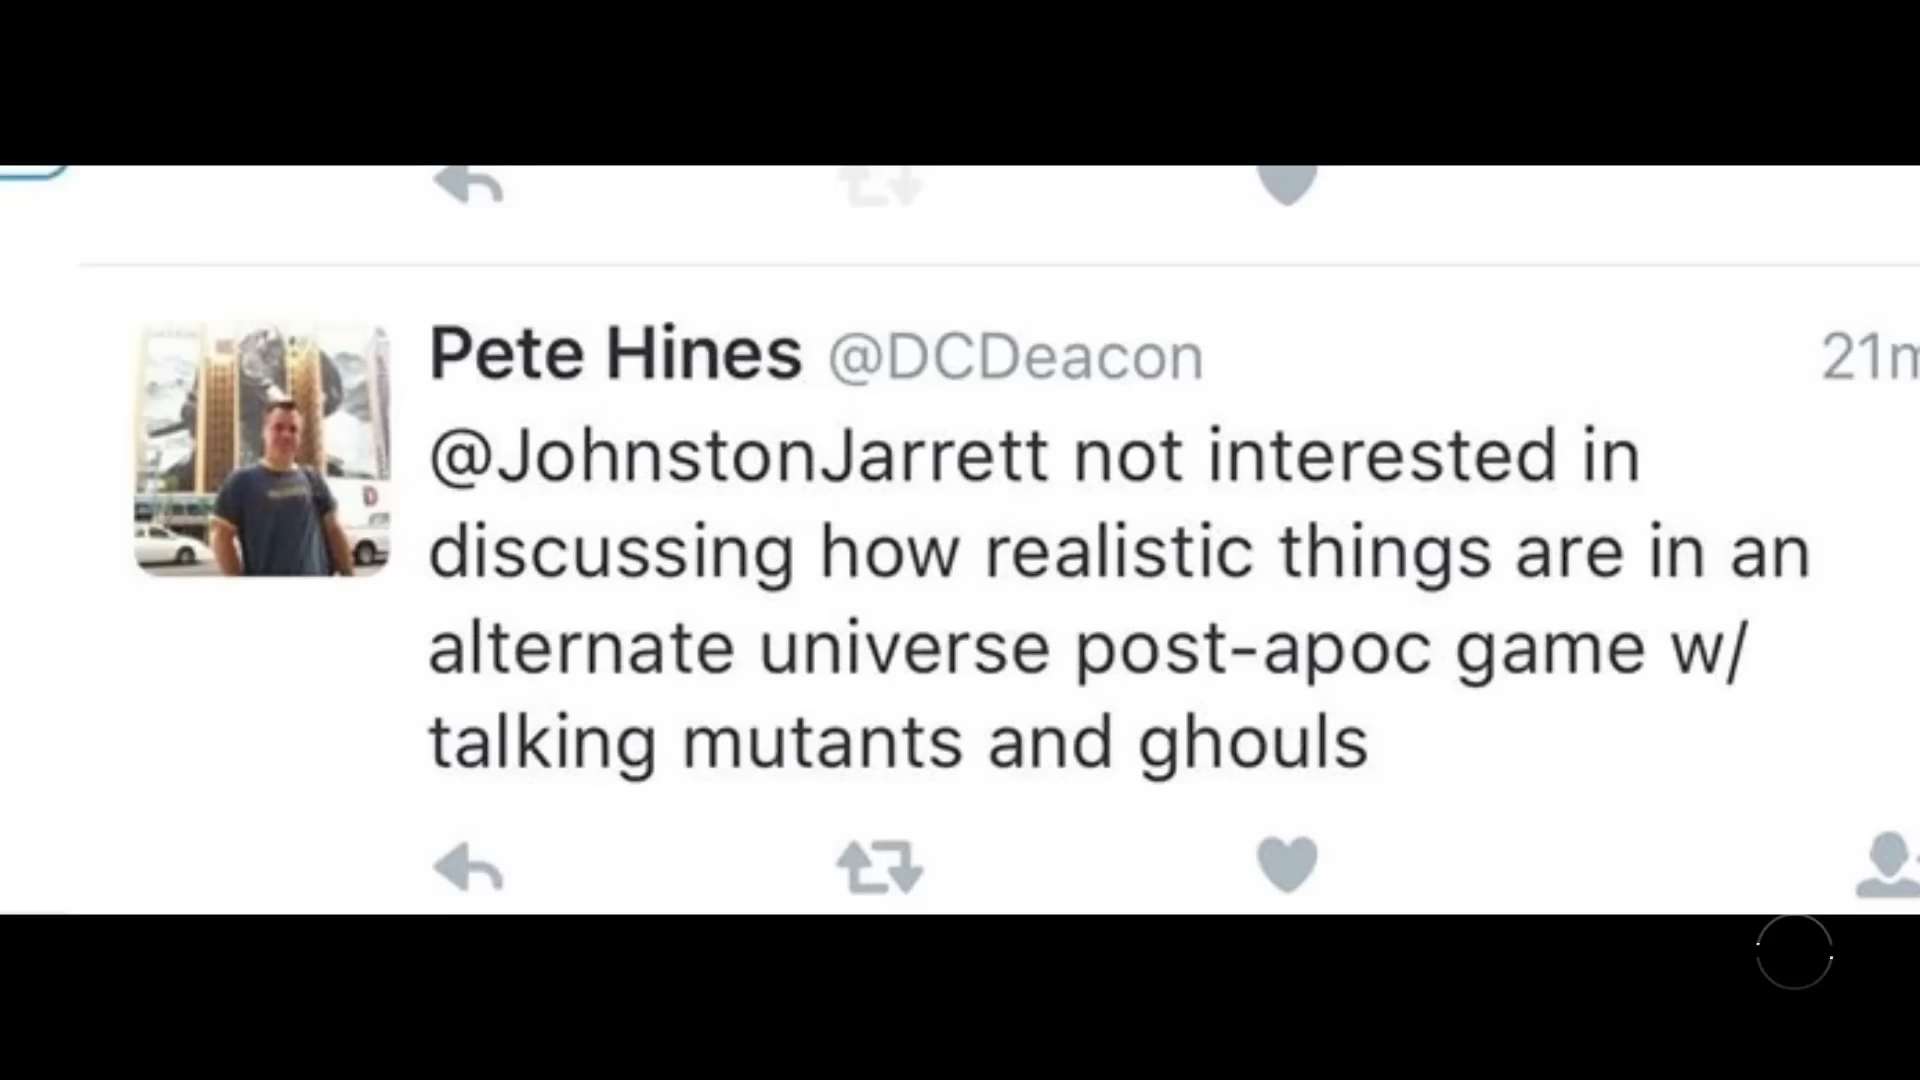 Pete Hines @DCDeacon
@JohnstonJarrett not interested in
discussing how realistic things are in an
alternate universe post-apoc game w/
talking mutants and ghouls